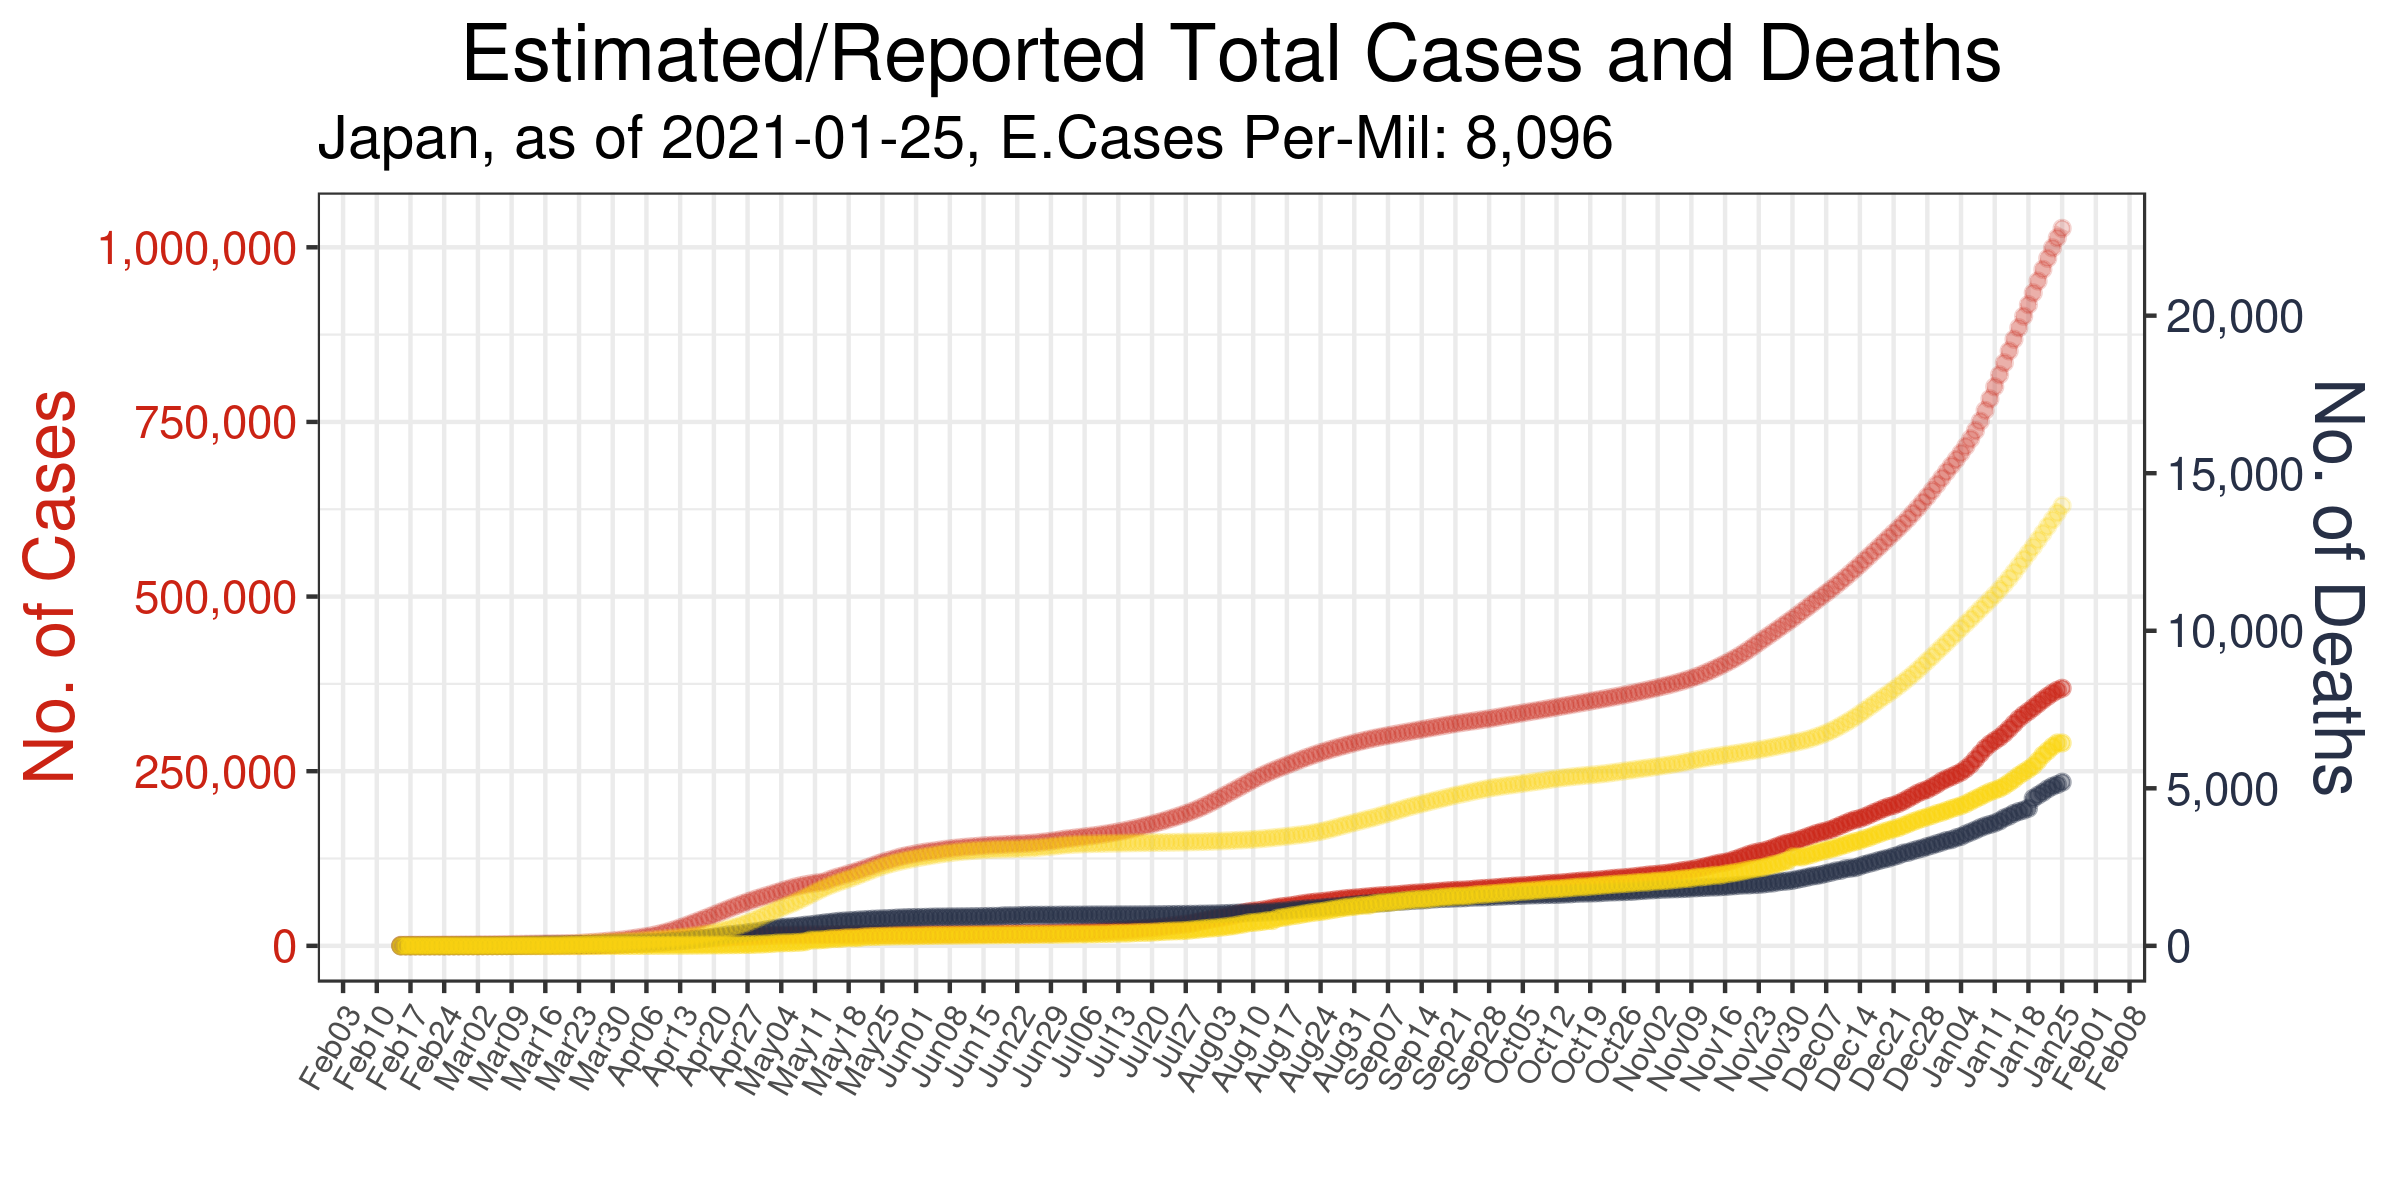 Estimated/Reported Total Cases and Deaths
Japan, as of 2021-01-25, E.Cases Per-Mil: 8,096
No. of Cases
1,000,000
750,000
500,000
250,000
0
20,000
15,000
10,000
5,000
0
No. of Deaths
Feb03
Feb10
Feb17
Feb24
Mar02
Mar09
Mar16
Mar23
Mar30
Apr06
Apr13
Apr20
Apr27
May04
May11
May18
May25
Jun01
Jun08
Jun15
Jun22
Jun29
Jul06
Jul13
Jul20
Jul27
Aug03
Aug10
Aug17
Aug24
Aug31
Sep07
Sep14
Sep21
Sep28
Oct05
Oct12
Oct19
Oct26
Nov02
Nov09
Nov16
Nov23
Nov30
Dec07
Dec14
Dec21
Dec28
Dec04
Jan11
Jan18
Jan25
Feb01
Feb08